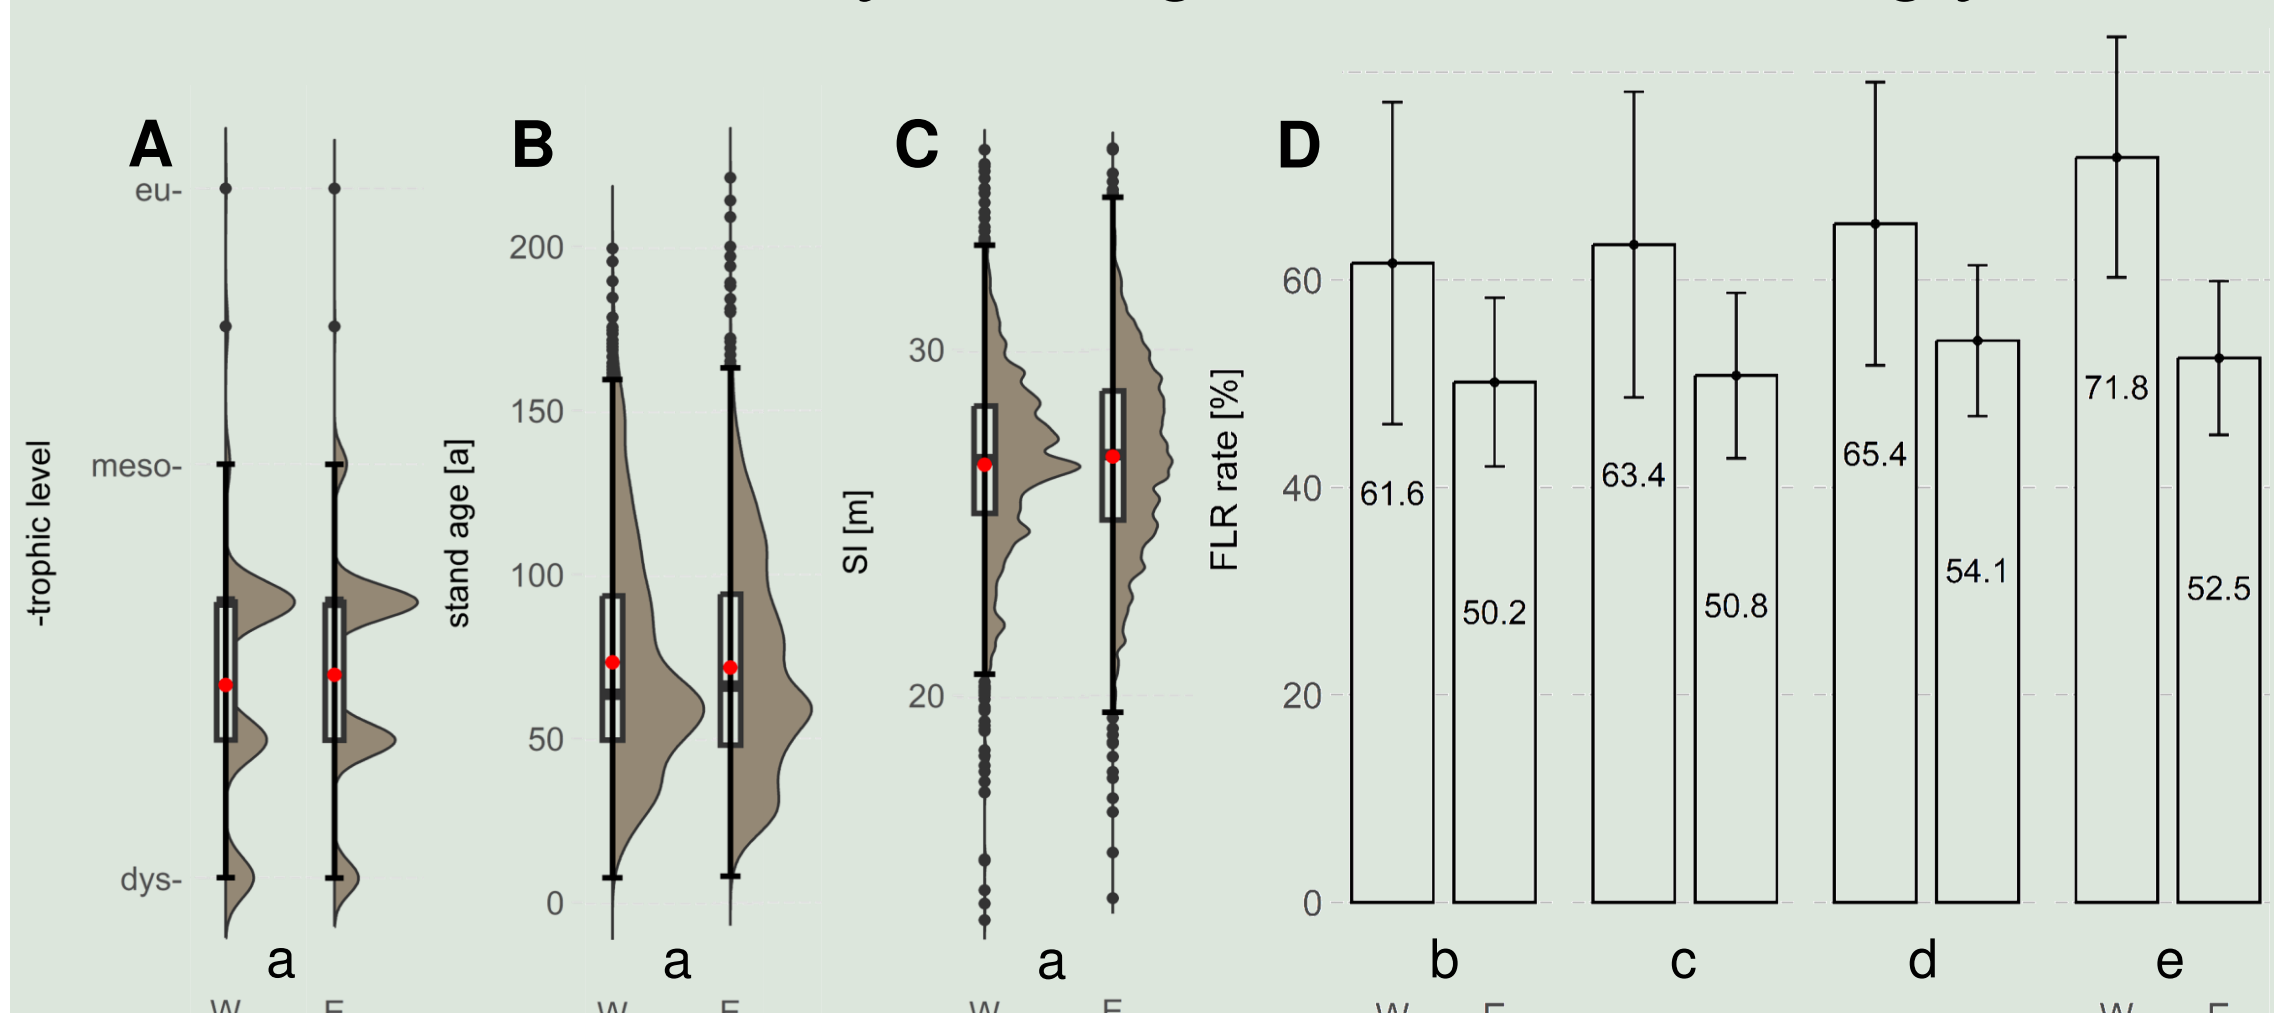 A
eu-
meso-
dys-
-trophic level
a
W
B
200
150
100
50
0
stand age [a]
a
W
C
30
20
SI [m]
a
W
D
60
40
20
0
FLR rate [%]
61.6
50.2
63.4
50.8
65.4
54.1
71.8
52.5
b
c
d
e
W
W